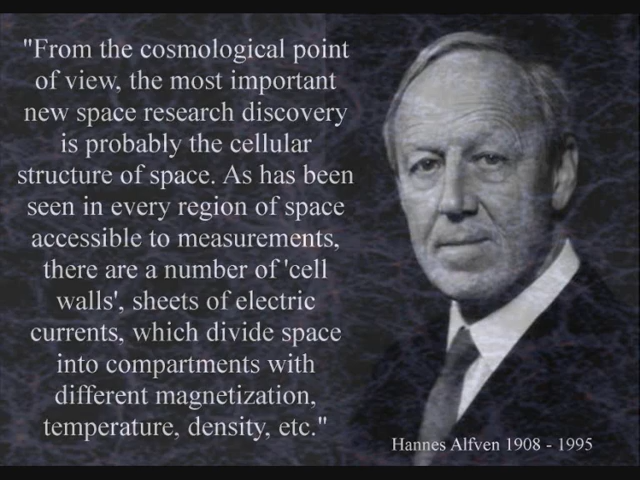 "From the cosmological point
of view, the most important
new space research discovery
is probably the cellular
structure of space. As has been
seen in every region of space
accessible to measurements,
there are a number of 'cell
walls', sheets of electric
currents, which divide space
into compartments with
different magnetization,
temperature, density, etc."
Hannes Alfven 1908 - 1995